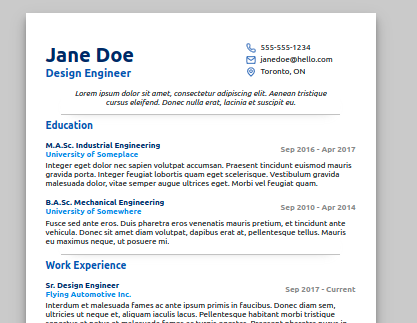 Jane Doe
Design Engineer
555-555-1234
janedoe@hello.com
Toronto, ON
Lorem ipsum dolor sit amet, consectetur adipiscing elit. Aenean tristique
cursus eleifend. Donec nulla erat, lacinia et suscipit eu.
Education
M.A.Sc. Industrial Engineering
Sep 2016 - Apr 2017
University of Someplace
Integer eget dolor nec sapien volutpat accumsan. Praesent tincidunt euismod mauris
gravida porta. Integer feugiat lobortis quam eget scelerisque. Vestibulum gravida
malesuada dolor, vitae semper augue ultrices eget. Morbi vel feugiat quam.
B.A.Sc. Mechanical Engineering
Sep 2010 - Apr 2014
University of Somewhere
Fusce sed ante eros. Duis pharetra eros venenatis mauris pretium, et tincidunt ante
vehicula. Donec sit amet diam volutpat, dapibus erat at, pellentesque tellus. Mauris
eu maximus neque, ut posuere mi.
Work Experience
Sr. Design Engineer
Sep 2017 - Current
Flying Automotive Inc.
Interdum et malesuada fames ac ante ipsum primis in faucibus. Donec diam sem,
ultricies ut neque et, aliquam iaculis lacus. Pellentesque habitant morbi tristique